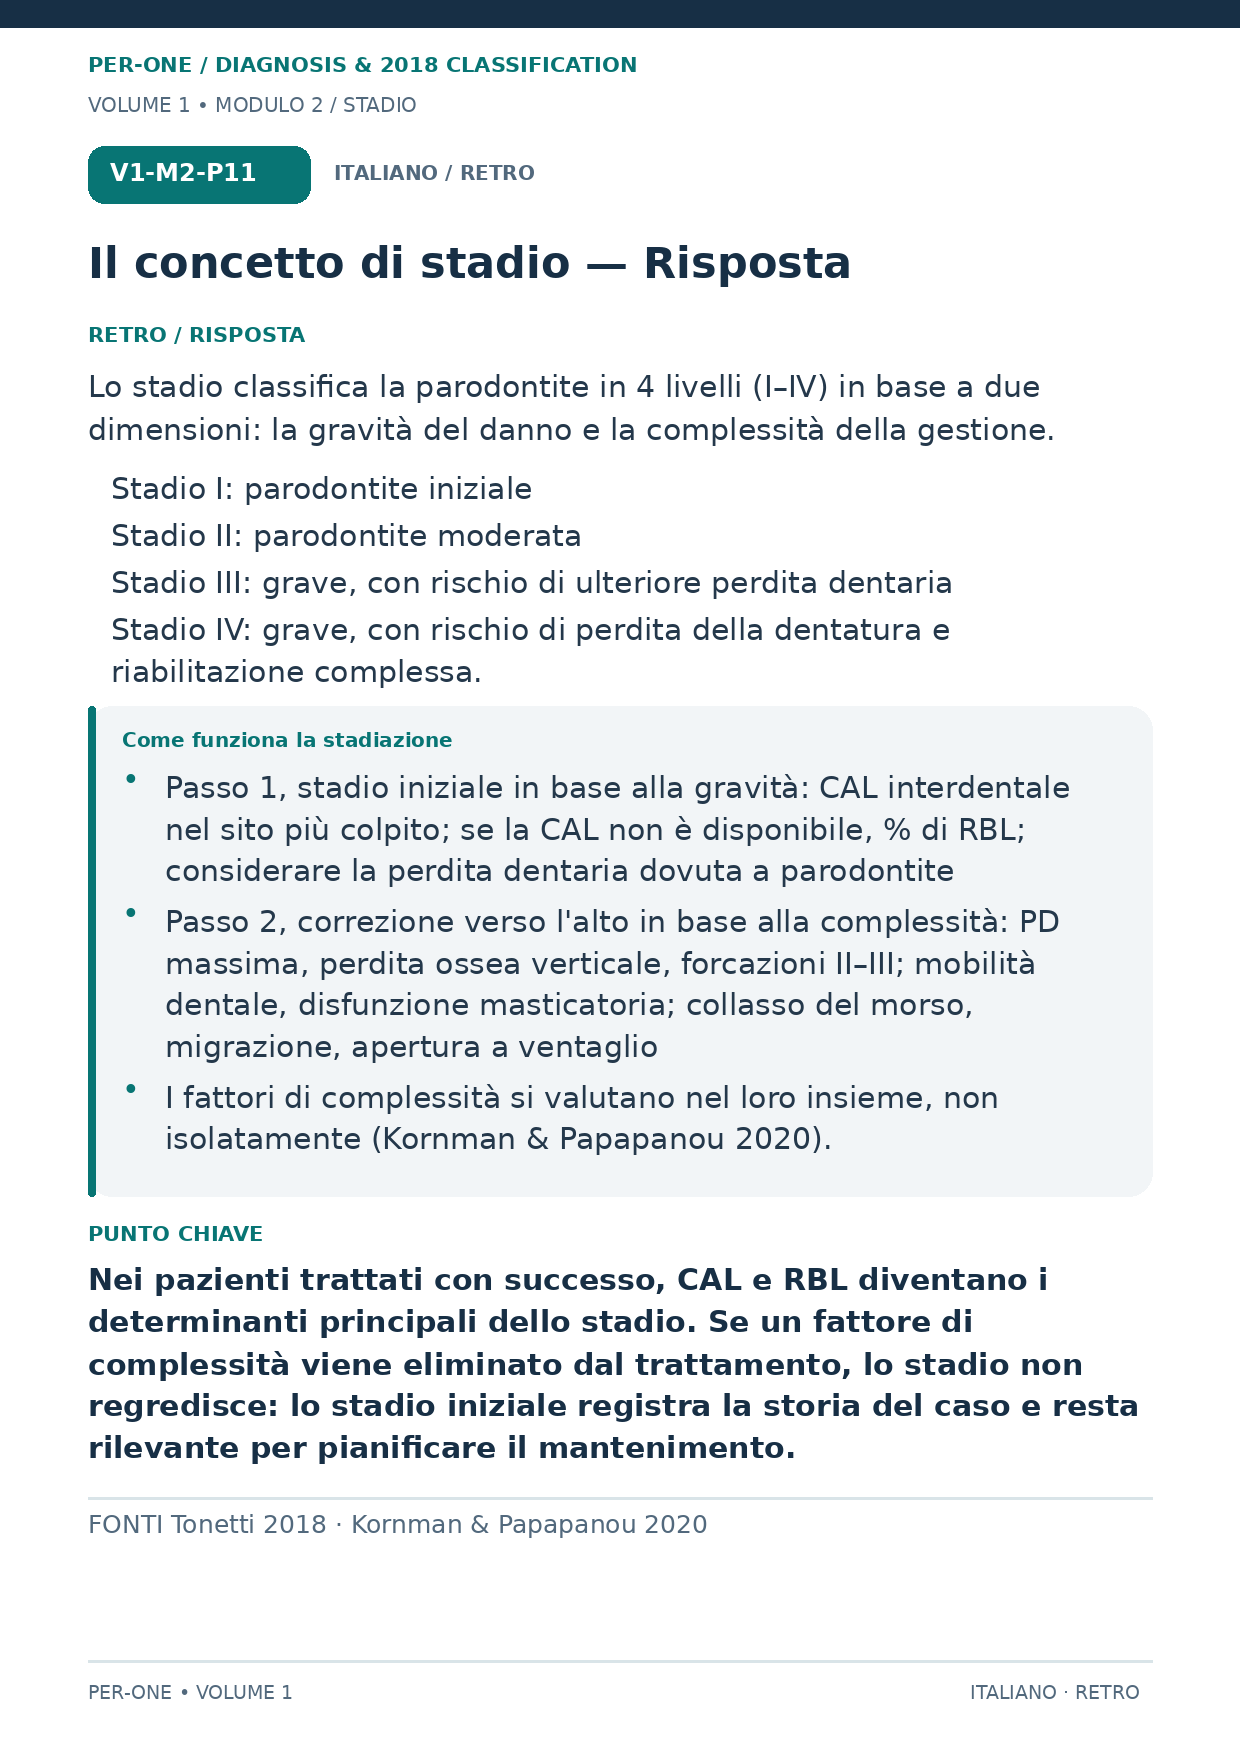 PER-ONE / DIAGNOSIS & 2018 CLASSIFICATION
VOLUME 1 • MODULO 2 / STADIO
V1-M2-P11
ITALIANO / RETRO
Il concetto di stadio — Risposta
RETRO / RISPOSTA
Lo stadio classifica la parodontite in 4 livelli (I–IV) in base a due
dimensioni: la gravità del danno e la complessità della gestione.
Stadio I: parodontite iniziale
Stadio II: parodontite moderata
Stadio III: grave, con rischio di ulteriore perdita dentaria
Stadio IV: grave, con rischio di perdita della dentatura e
riabilitazione complessa.
Come funziona la stadiazione
• Passo 1, stadio iniziale in base alla gravità: CAL interdentale
nel sito più colpito; se la CAL non è disponibile, % di RBL;
considerare la perdita dentaria dovuta a parodontite
• Passo 2, correzione verso l'alto in base alla complessità: PD
massima, perdita ossea verticale, forcazioni II–III; mobilità
dentale, disfunzione masticatoria; collasso del morso,
migrazione, apertura a ventaglio
• I fattori di complessità si valutano nel loro insieme, non
isolatamente (Kornman & Papapanou 2020).
PUNTO CHIAVE
Nei pazienti trattati con successo, CAL e RBL diventano i
determinanti principali dello stadio. Se un fattore di
complessità viene eliminato dal trattamento, lo stadio non
regredisce: lo stadio iniziale registra la storia del caso e resta
rilevante per pianificare il mantenimento.
FONTI Tonetti 2018 · Kornman & Papapanou 2020
PER-ONE • VOLUME 1
ITALIANO · RETRO